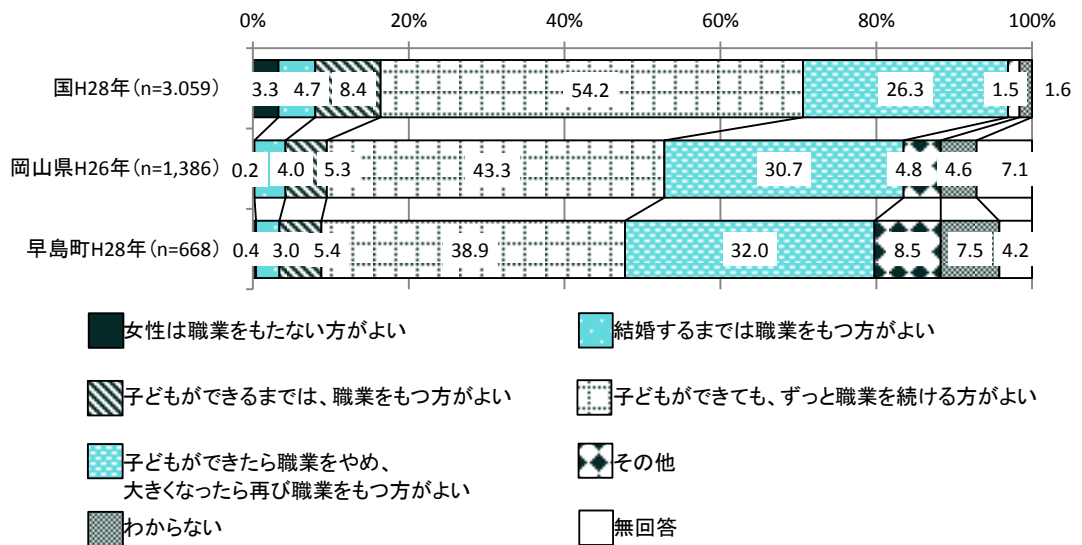 0% 20% 40% 60% 80% 100%
国H28年(n=3.059) 3.3 4.7 8.4 54.2 26.3 1.5 1.6
岡山県H26年(n=1,386) 0.2 4.0 5.3 43.3 30.7 4.8 4.6 7.1
早島町H28年(n=668) 0.4 3.0 5.4 38.9 32.0 8.5 7.5 4.2
女性は職業をもたない方がよい
結婚するまでは職業をもつ方がよい
子どもができるまでは、職業をもつ方がよい
子どもができても、ずっと職業を続ける方がよい
子どもができたら職業をやめ、
大きくなったら再び職業をもつ方がよい
その他
わからない
無回答